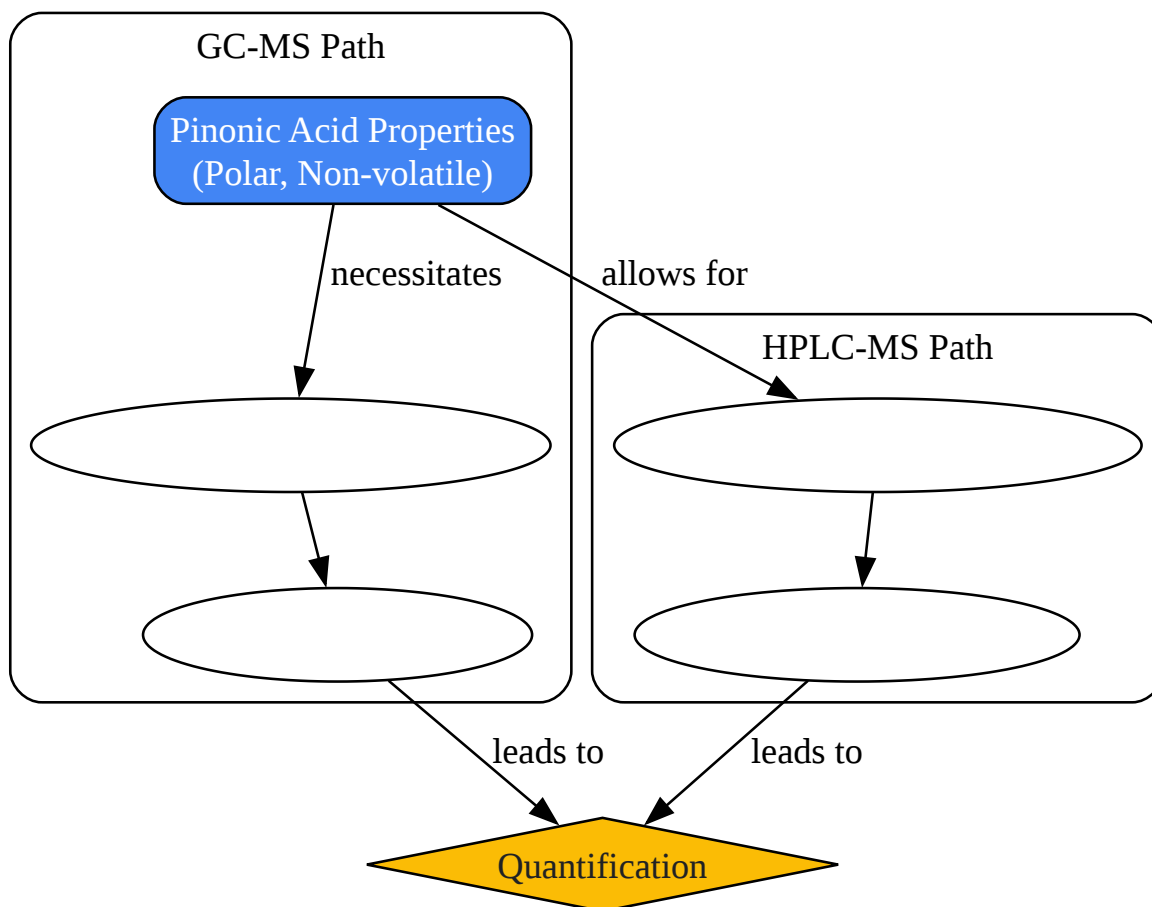 GC-MS Path
Pinonic Acid Properties
(Polar, Non-volatile)
necessitates
allows for
HPLC-MS Path
leads to
leads to
Quantification